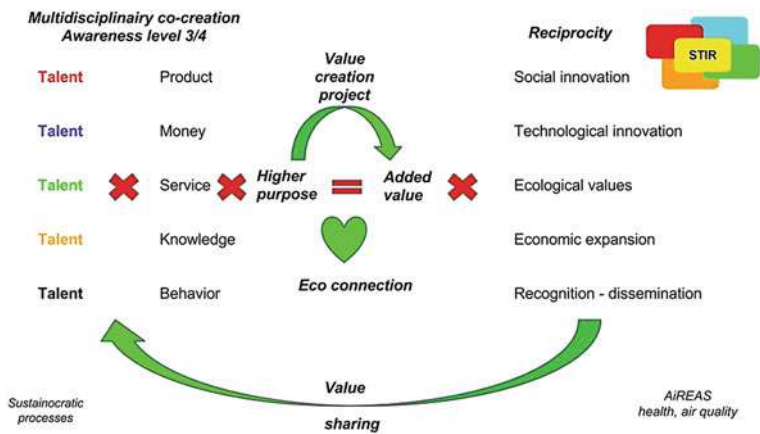 Multidisciplinairy co-creation
Awareness level 3/4
Reciprocity
STIR
Value
creation
project
Talent Product Social innovation
Talent Money Technological innovation
Talent Service Higher purpose = Added value Ecological values
Talent Knowledge Economic expansion
Eco connection
Talent Behavior Recognition - dissemination
Value
sharing
Sustainocratic
processes
AiREAS
health, air quality